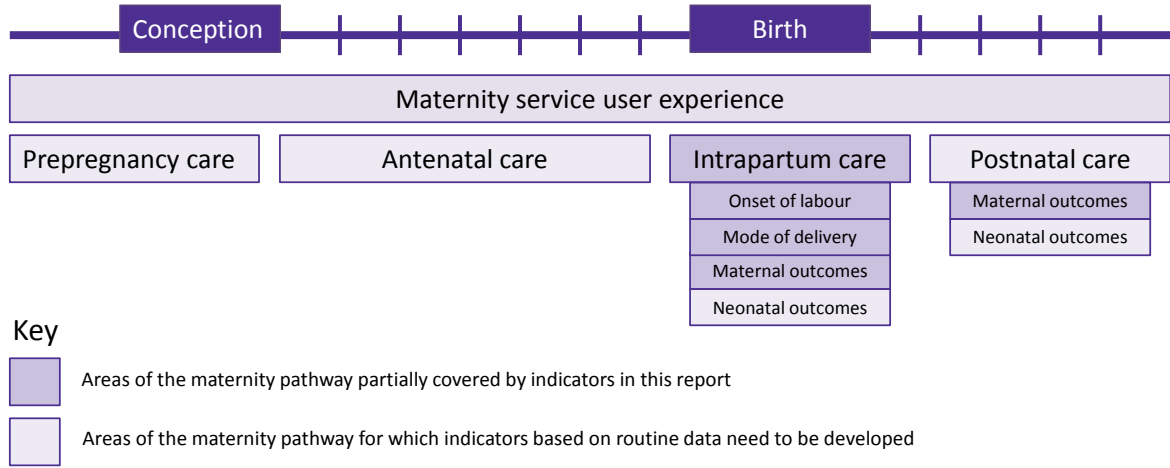 Conception
Birth
Maternity service user experience
Prepregnancy care
Antenatal care
Intrapartum care
Postnatal care
Onset of labour
Maternal outcomes
Mode of delivery
Neonatal outcomes
Maternal outcomes
Neonatal outcomes
Key
Areas of the maternity pathway partially covered by indicators in this report
Areas of the maternity pathway for which indicators based on routine data need to be developed